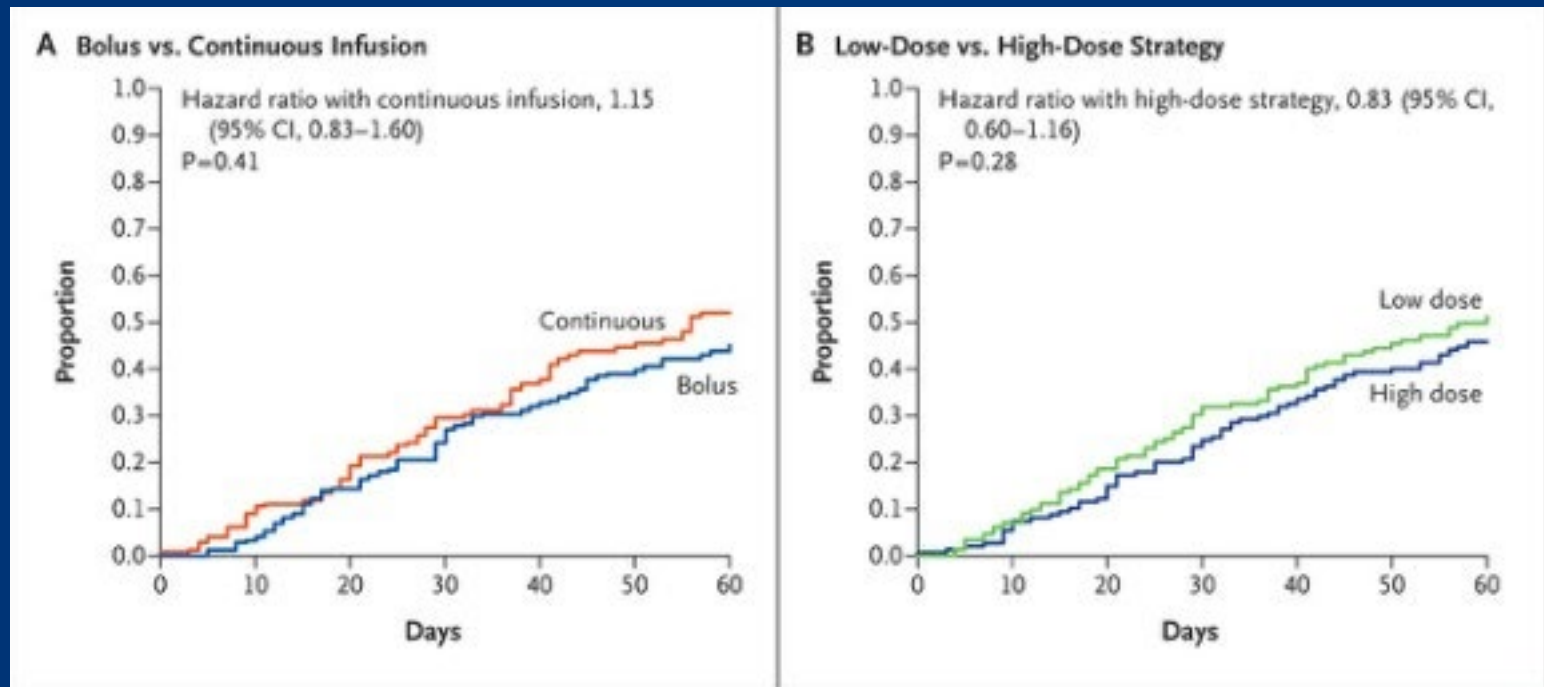 A Bolus vs. Continuous Infusion
1.0
0.9
0.8
0.7
0.6
0.5
0.4
0.3
0.2
0.1
0.0
Proportion
Hazard ratio with continuous infusion, 1.15
(95% CI, 0.83–1.60)
P=0.41
Continuous
Bolus
0 10 20 30 40 50 60
Days
B Low-Dose vs. High-Dose Strategy
1.0
0.9
0.8
0.7
0.6
0.5
0.4
0.3
0.2
0.1
0.0
Proportion
Hazard ratio with high-dose strategy, 0.83 (95% CI,
0.60–1.16)
P=0.28
Low dose
High dose
0 10 20 30 40 50 60
Days